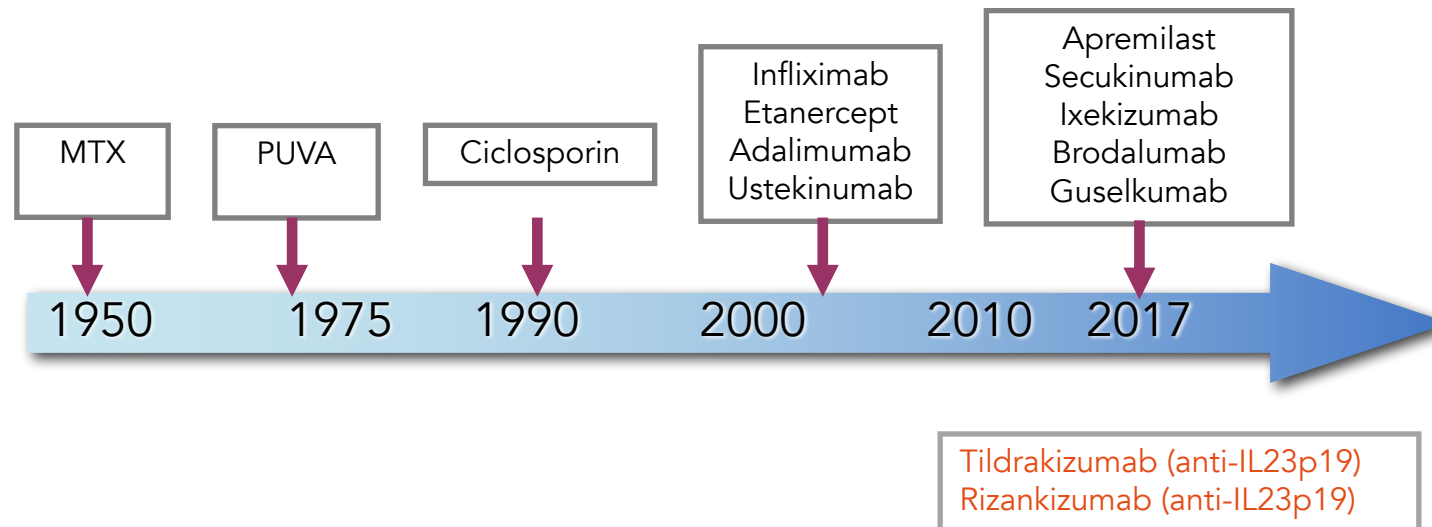 MTX
PUVA
Ciclosporin
Infliximab
Etanercept
Adalimumab
Ustekinumab
Apremilast
Secukinumab
Ixekizumab
Brodalumab
Guselkumab
1950
1975
1990
2000
2010
2017
Tildrakizumab (anti-IL23p19)
Rizankizumab (anti-IL23p19)